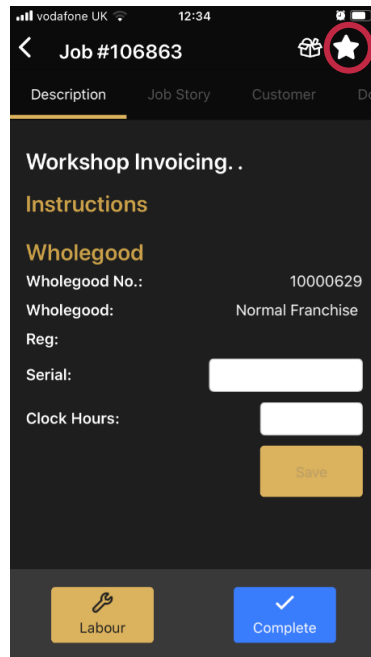 vodafone UK 12:34
Job #106863
Description Job Story Customer
Workshop Invoicing. .
Instructions
Wholegood
Wholegood No.: 10000629
Wholegood: Normal Franchise
Reg:
Serial:
Clock Hours:
Save
Labour Complete